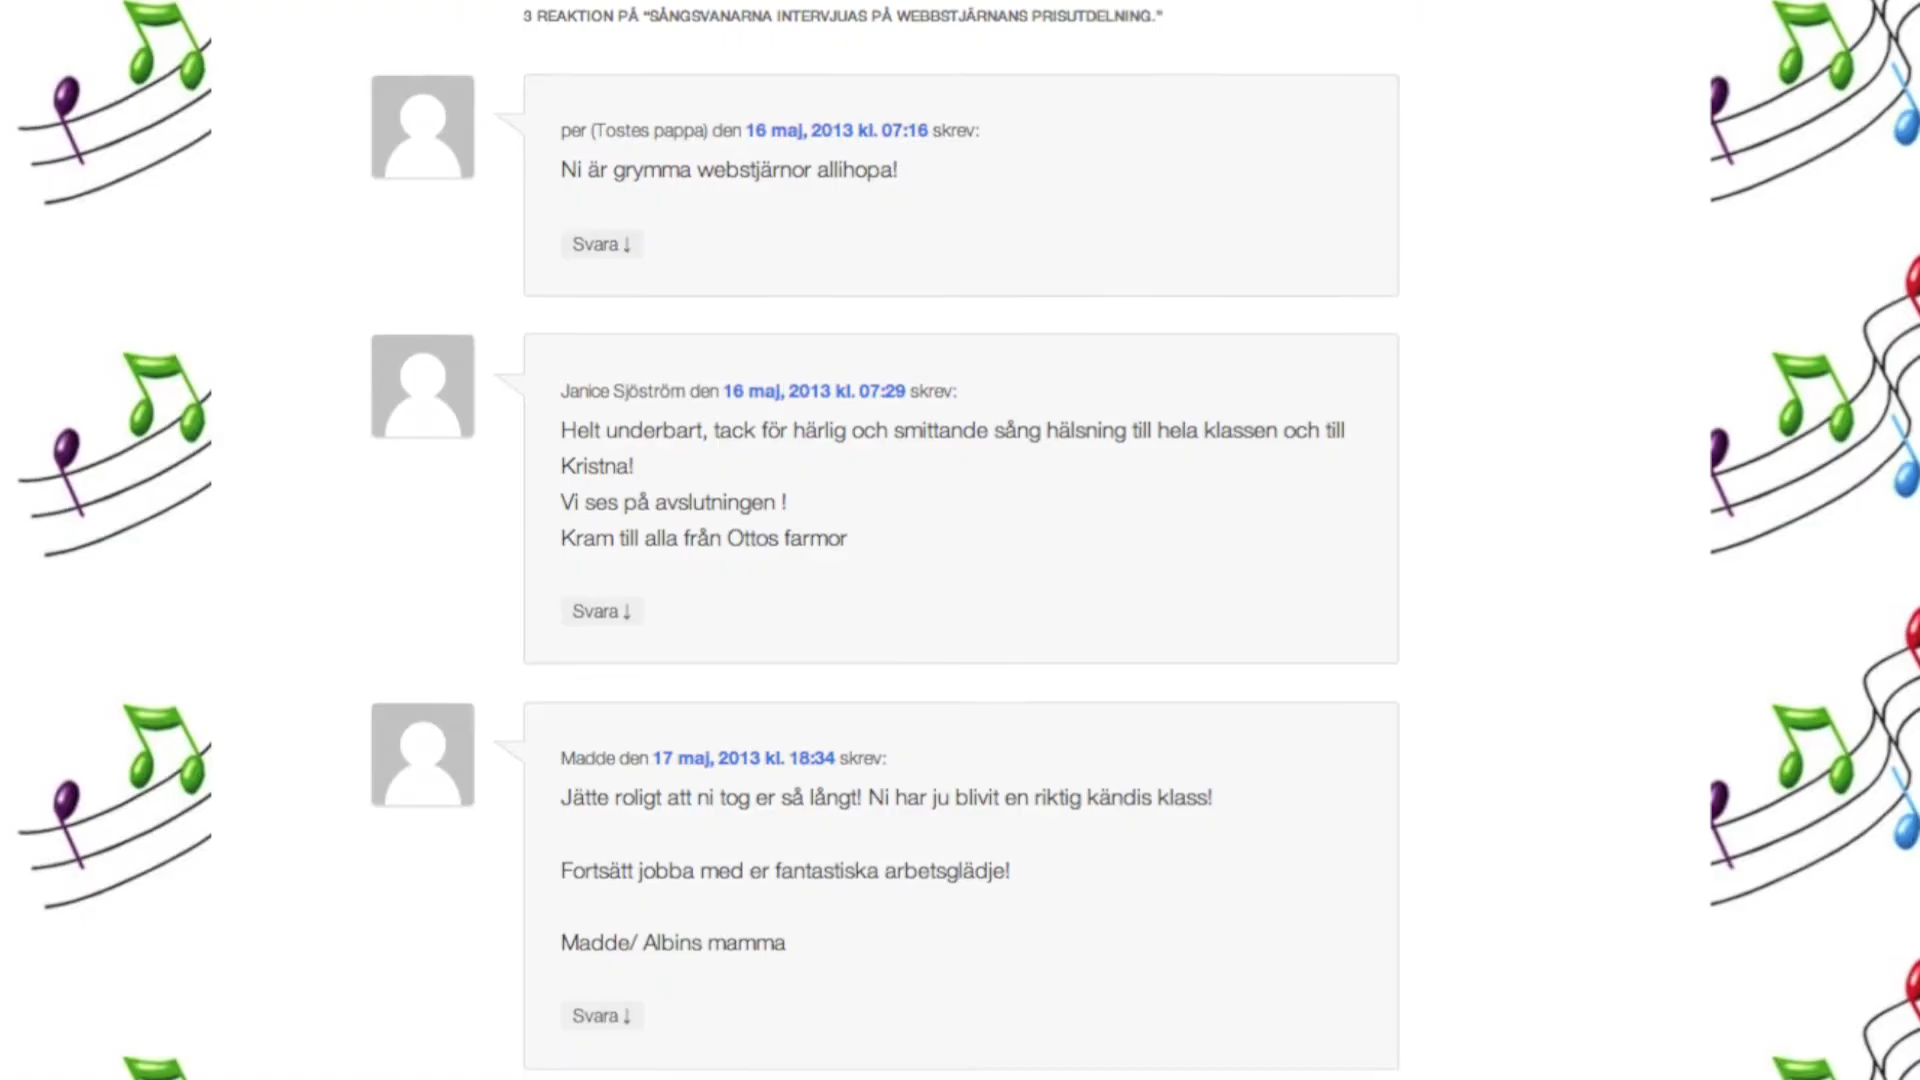 3 REAKTION PÅ "SÅNGSVANARNA INTERVJUAS PÅ WEBBSTJÄRNANS PRISUTDELNING."
per (Tostes pappa) den 16 maj, 2013 kl. 07:16 skrev:
Ni är grymma webstjärnor allihopa!
Svara ↓
Janice Sjöström den 16 maj, 2013 kl. 07:29 skrev:
Helt underbart, tack för härlig och smittande sång hälsning till hela klassen och till
Kristna!
Vi ses på avslutningen !
Kram till alla från Ottos farmor
Svara ↓
Madde den 17 maj, 2013 kl. 18:34 skrev:
Jätte roligt att ni tog er så långt! Ni har ju blivit en riktig kändis klass!
Fortsätt jobba med er fantastiska arbetsglädje!
Madde/ Albins mamma
Svara ↓